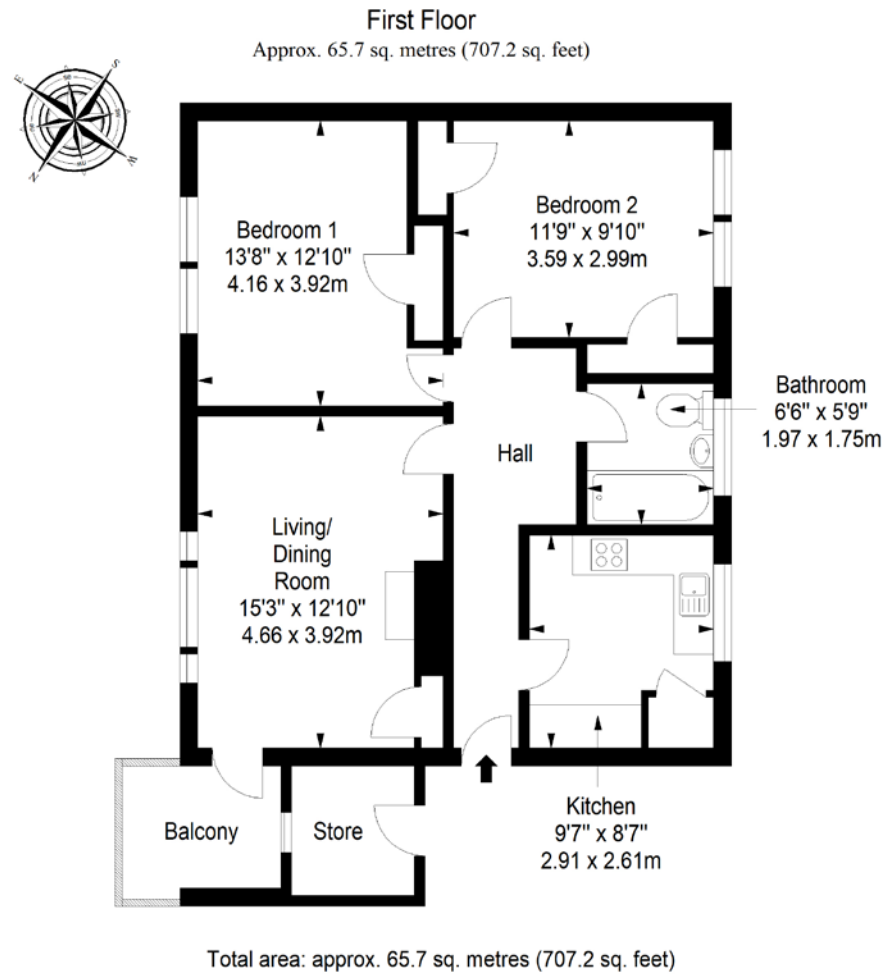 First Floor
Approx. 65.7 sq. metres (707.2 sq. feet)
E
S
N
W
Bedroom 1
13'8" x 12'10"
4.16 x 3.92m
Bedroom 2
11'9" x 9'10"
3.59 x 2.99m
Bathroom
6'6" x 5'9"
1.97 x 1.75m
Hall
Living/
Dining
Room
15'3" x 12'10"
4.66 x 3.92m
Balcony
Store
Kitchen
9'7" x 8'7"
2.91 x 2.61m
Total area: approx. 65.7 sq. metres (707.2 sq. feet)